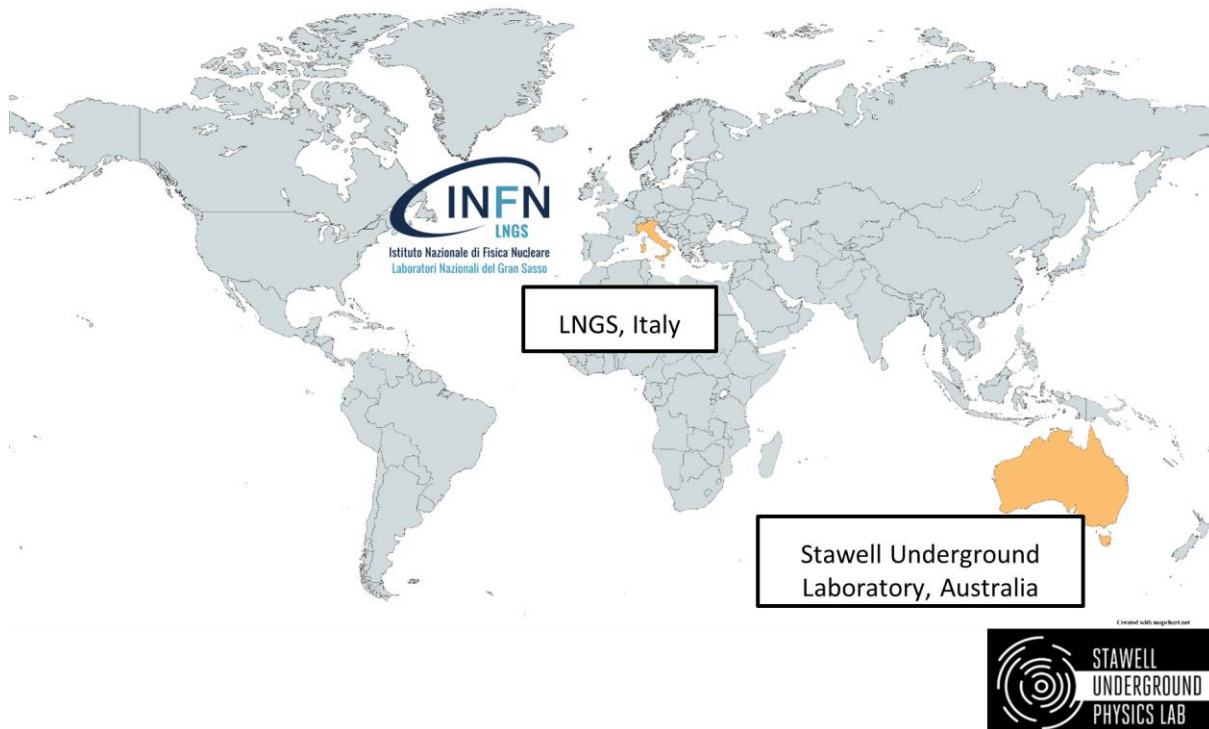 INFN
LNGS
Istituto Nazionale di Fisica Nucleare
Laboratori Nazionali del Gran Sasso
LNGS, Italy
Stawell Underground
Laboratory, Australia
Created with mapchart.net
STAWELL
UNDERGROUND
PHYSICS LAB